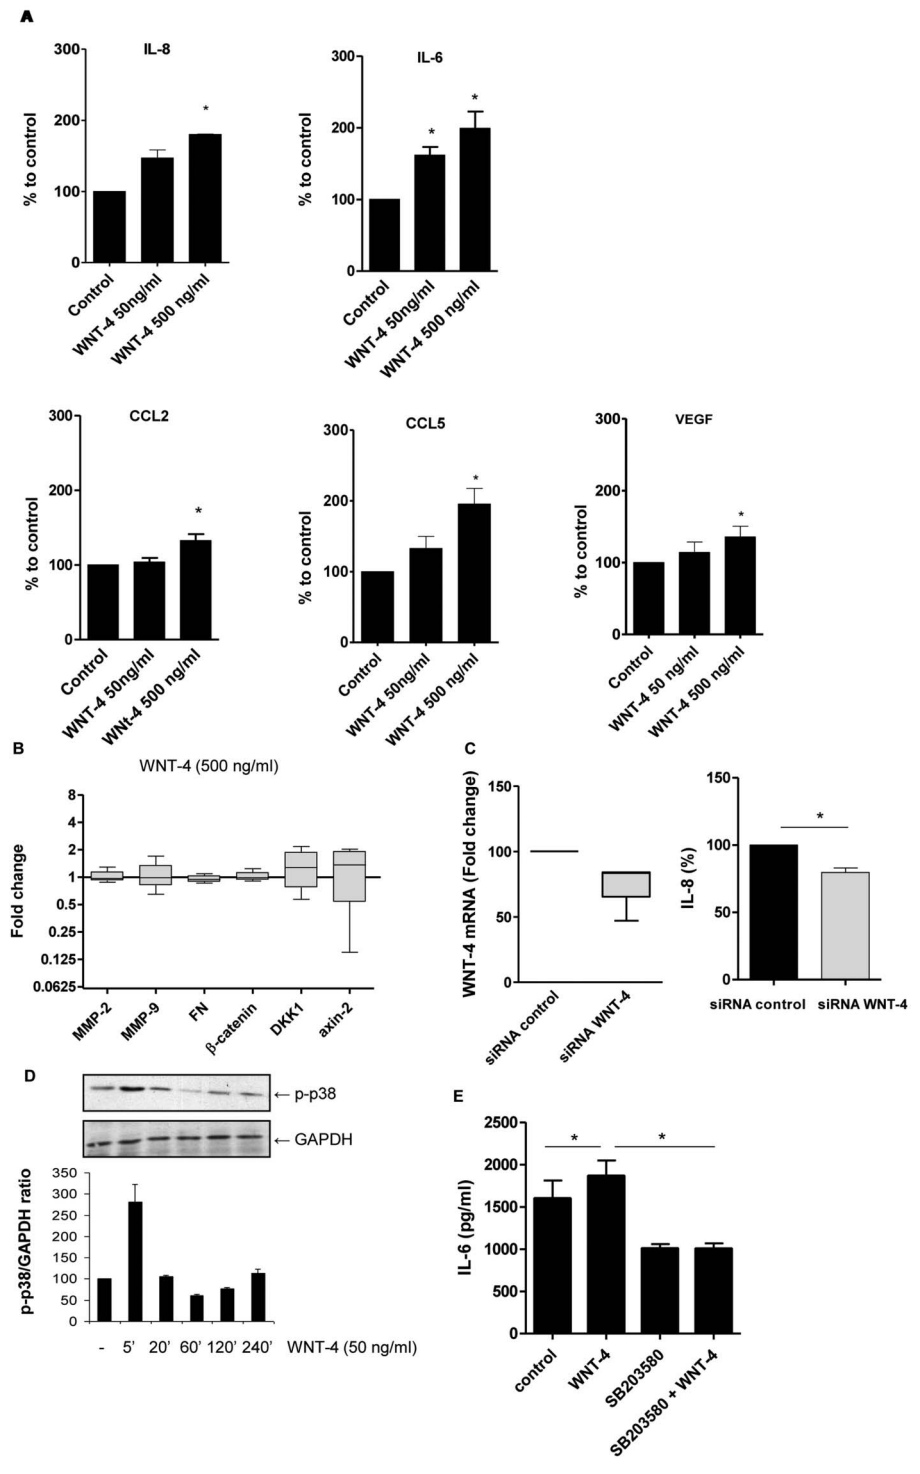 A
IL-8
% to control
300
200
100
0
*
Control
WNT-4 50ng/ml
WNT-4 500 ng/ml
IL-6
% to control
300
200
100
0
*
*
Control
WNT-4 50ng/ml
WNT-4 500 ng/ml
CCL2
% to control
300
200
100
0
*
Control
WNT-4 50ng/ml
WNt-4 500 ng/ml
CCL5
% to control
300
200
100
0
*
Control
WNT-4 50ng/ml
WNT-4 500 ng/ml
VEGF
% to control
300
200
100
0
*
Control
WNT-4 50 ng/ml
WNT-4 500 ng/ml
B
WNT-4 (500 ng/ml)
Fold change
8
4
2
1
0.5
0.25
0.125
0.0625
MMP-2
MMP-9
FN
β-catenin
DKK1
axin-2
C
WNT-4 mRNA (Fold change)
150
100
50
0
siRNA control
siRNA WNT-4
IL-8 (%)
150
100
50
0
*
siRNA control
siRNA WNT-4
D
← p-p38
← GAPDH
p-p38/GAPDH ratio
350
300
250
200
150
100
50
0
- 5' 20' 60' 120' 240' WNT-4 (50 ng/ml)
E
IL-6 (pg/ml)
2500
2000
1500
1000
500
0
*
*
control
WNT-4
SB203580
SB203580 + WNT-4